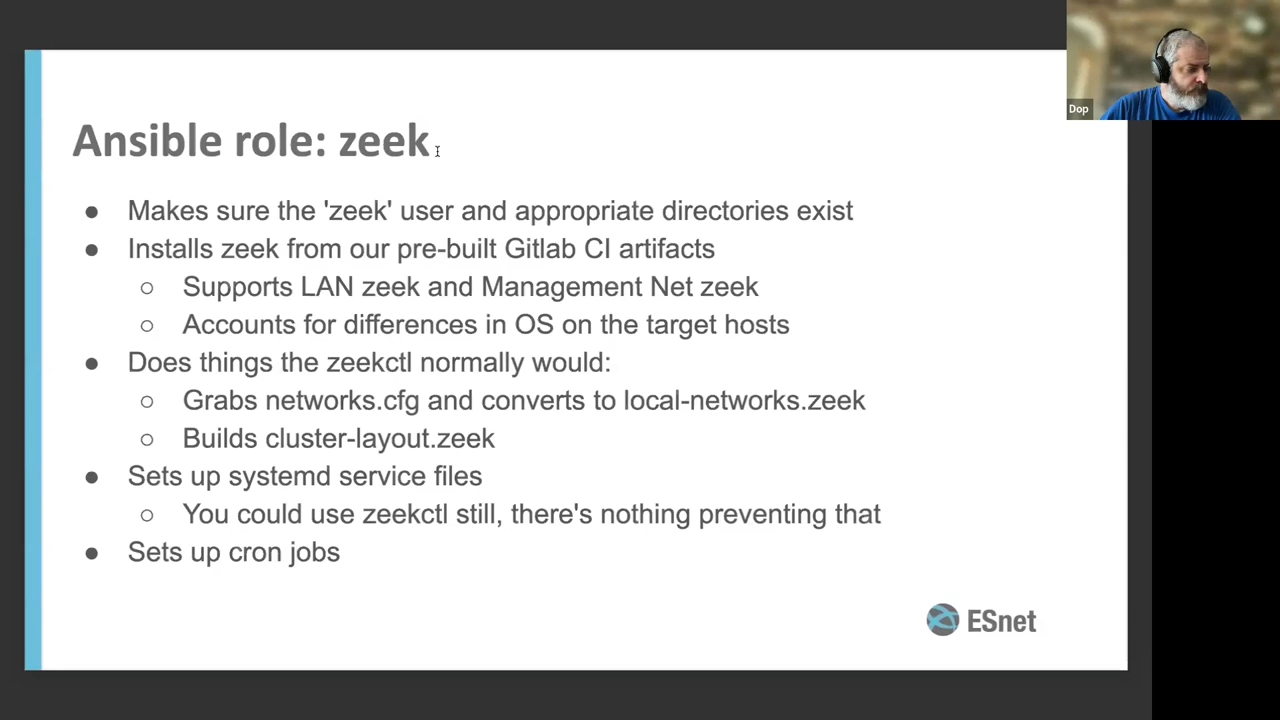 Dop
Ansible role: zeek
● Makes sure the 'zeek' user and appropriate directories exist
● Installs zeek from our pre-built Gitlab CI artifacts
○ Supports LAN zeek and Management Net zeek
○ Accounts for differences in OS on the target hosts
● Does things the zeekctl normally would:
○ Grabs networks.cfg and converts to local-networks.zeek
○ Builds cluster-layout.zeek
● Sets up systemd service files
○ You could use zeekctl still, there's nothing preventing that
● Sets up cron jobs
ESnet